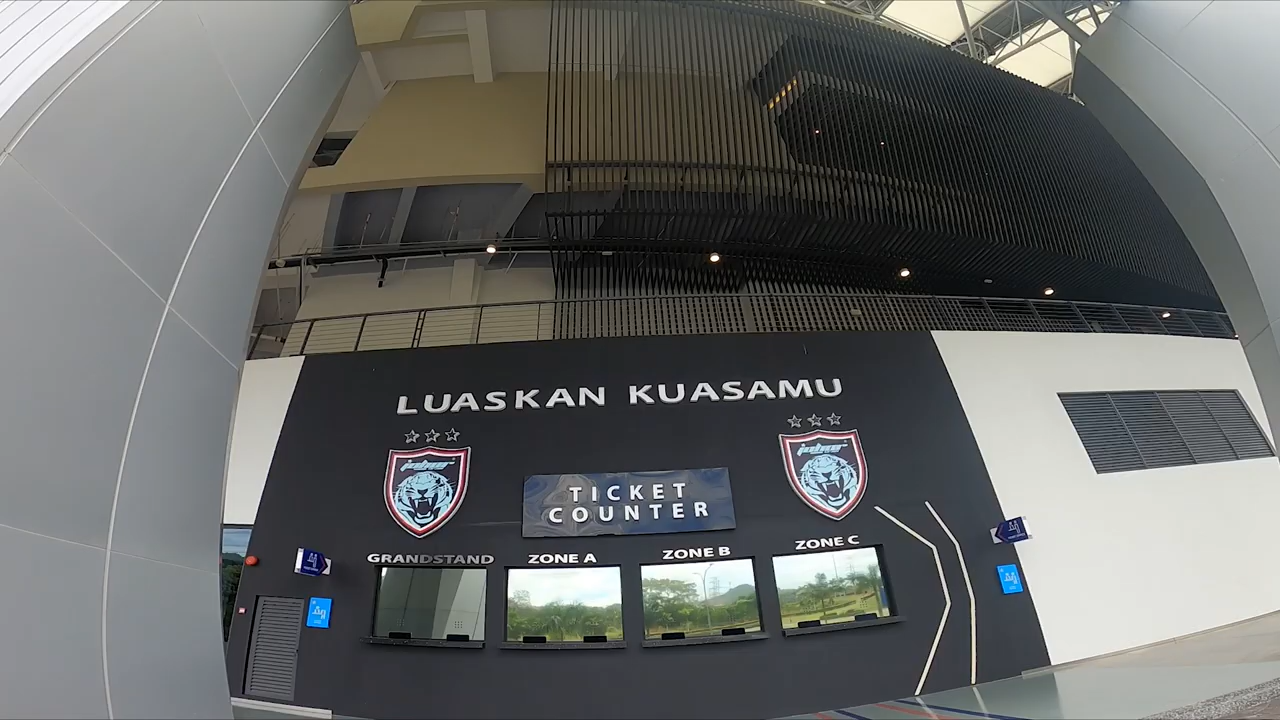 LUASKAN KUASAMU
TICKET
COUNTER
GRANDSTAND
ZONE A
ZONE B
ZONE C